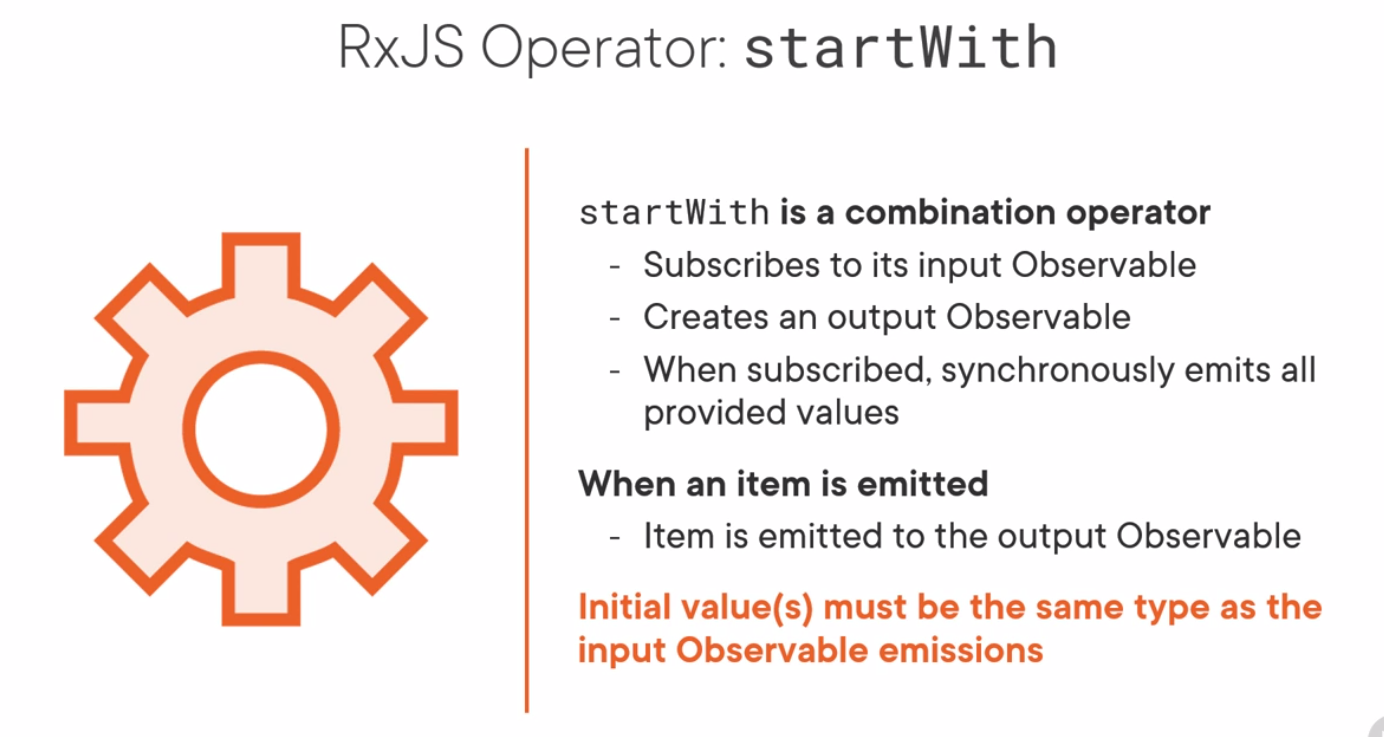 RxJS Operator: startWith
startWith is a combination operator
- Subscribes to its input Observable
- Creates an output Observable
- When subscribed, synchronously emits all
provided values
When an item is emitted
- Item is emitted to the output Observable
Initial value(s) must be the same type as the
input Observable emissions